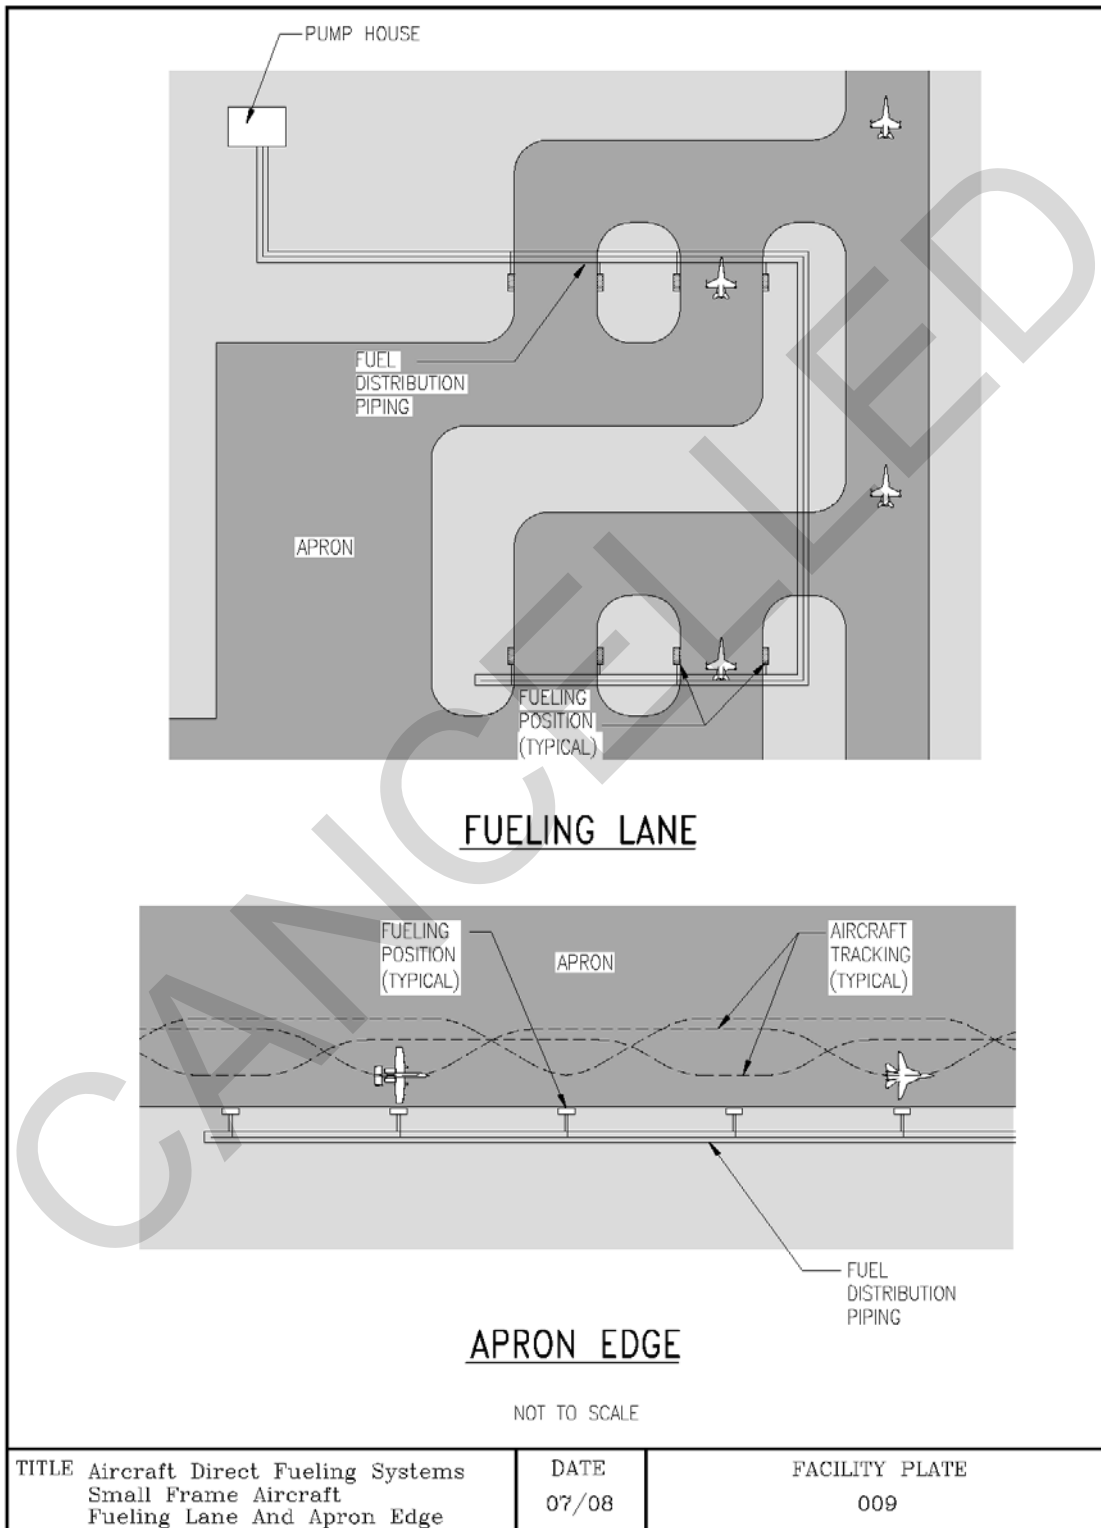 PUMP HOUSE
FUEL
DISTRIBUTION
PIPING
APRON
FUELING
POSITION
(TYPICAL)
FUELING LANE
FUELING
POSITION
(TYPICAL)
APRON
AIRCRAFT
TRACKING
(TYPICAL)
FUEL
DISTRIBUTION
PIPING
APRON EDGE
NOT TO SCALE
TITLE Aircraft Direct Fueling Systems
Small Frame Aircraft
Fueling Lane And Apron Edge
DATE
07/08
FACILITY PLATE
009
CANCELLED